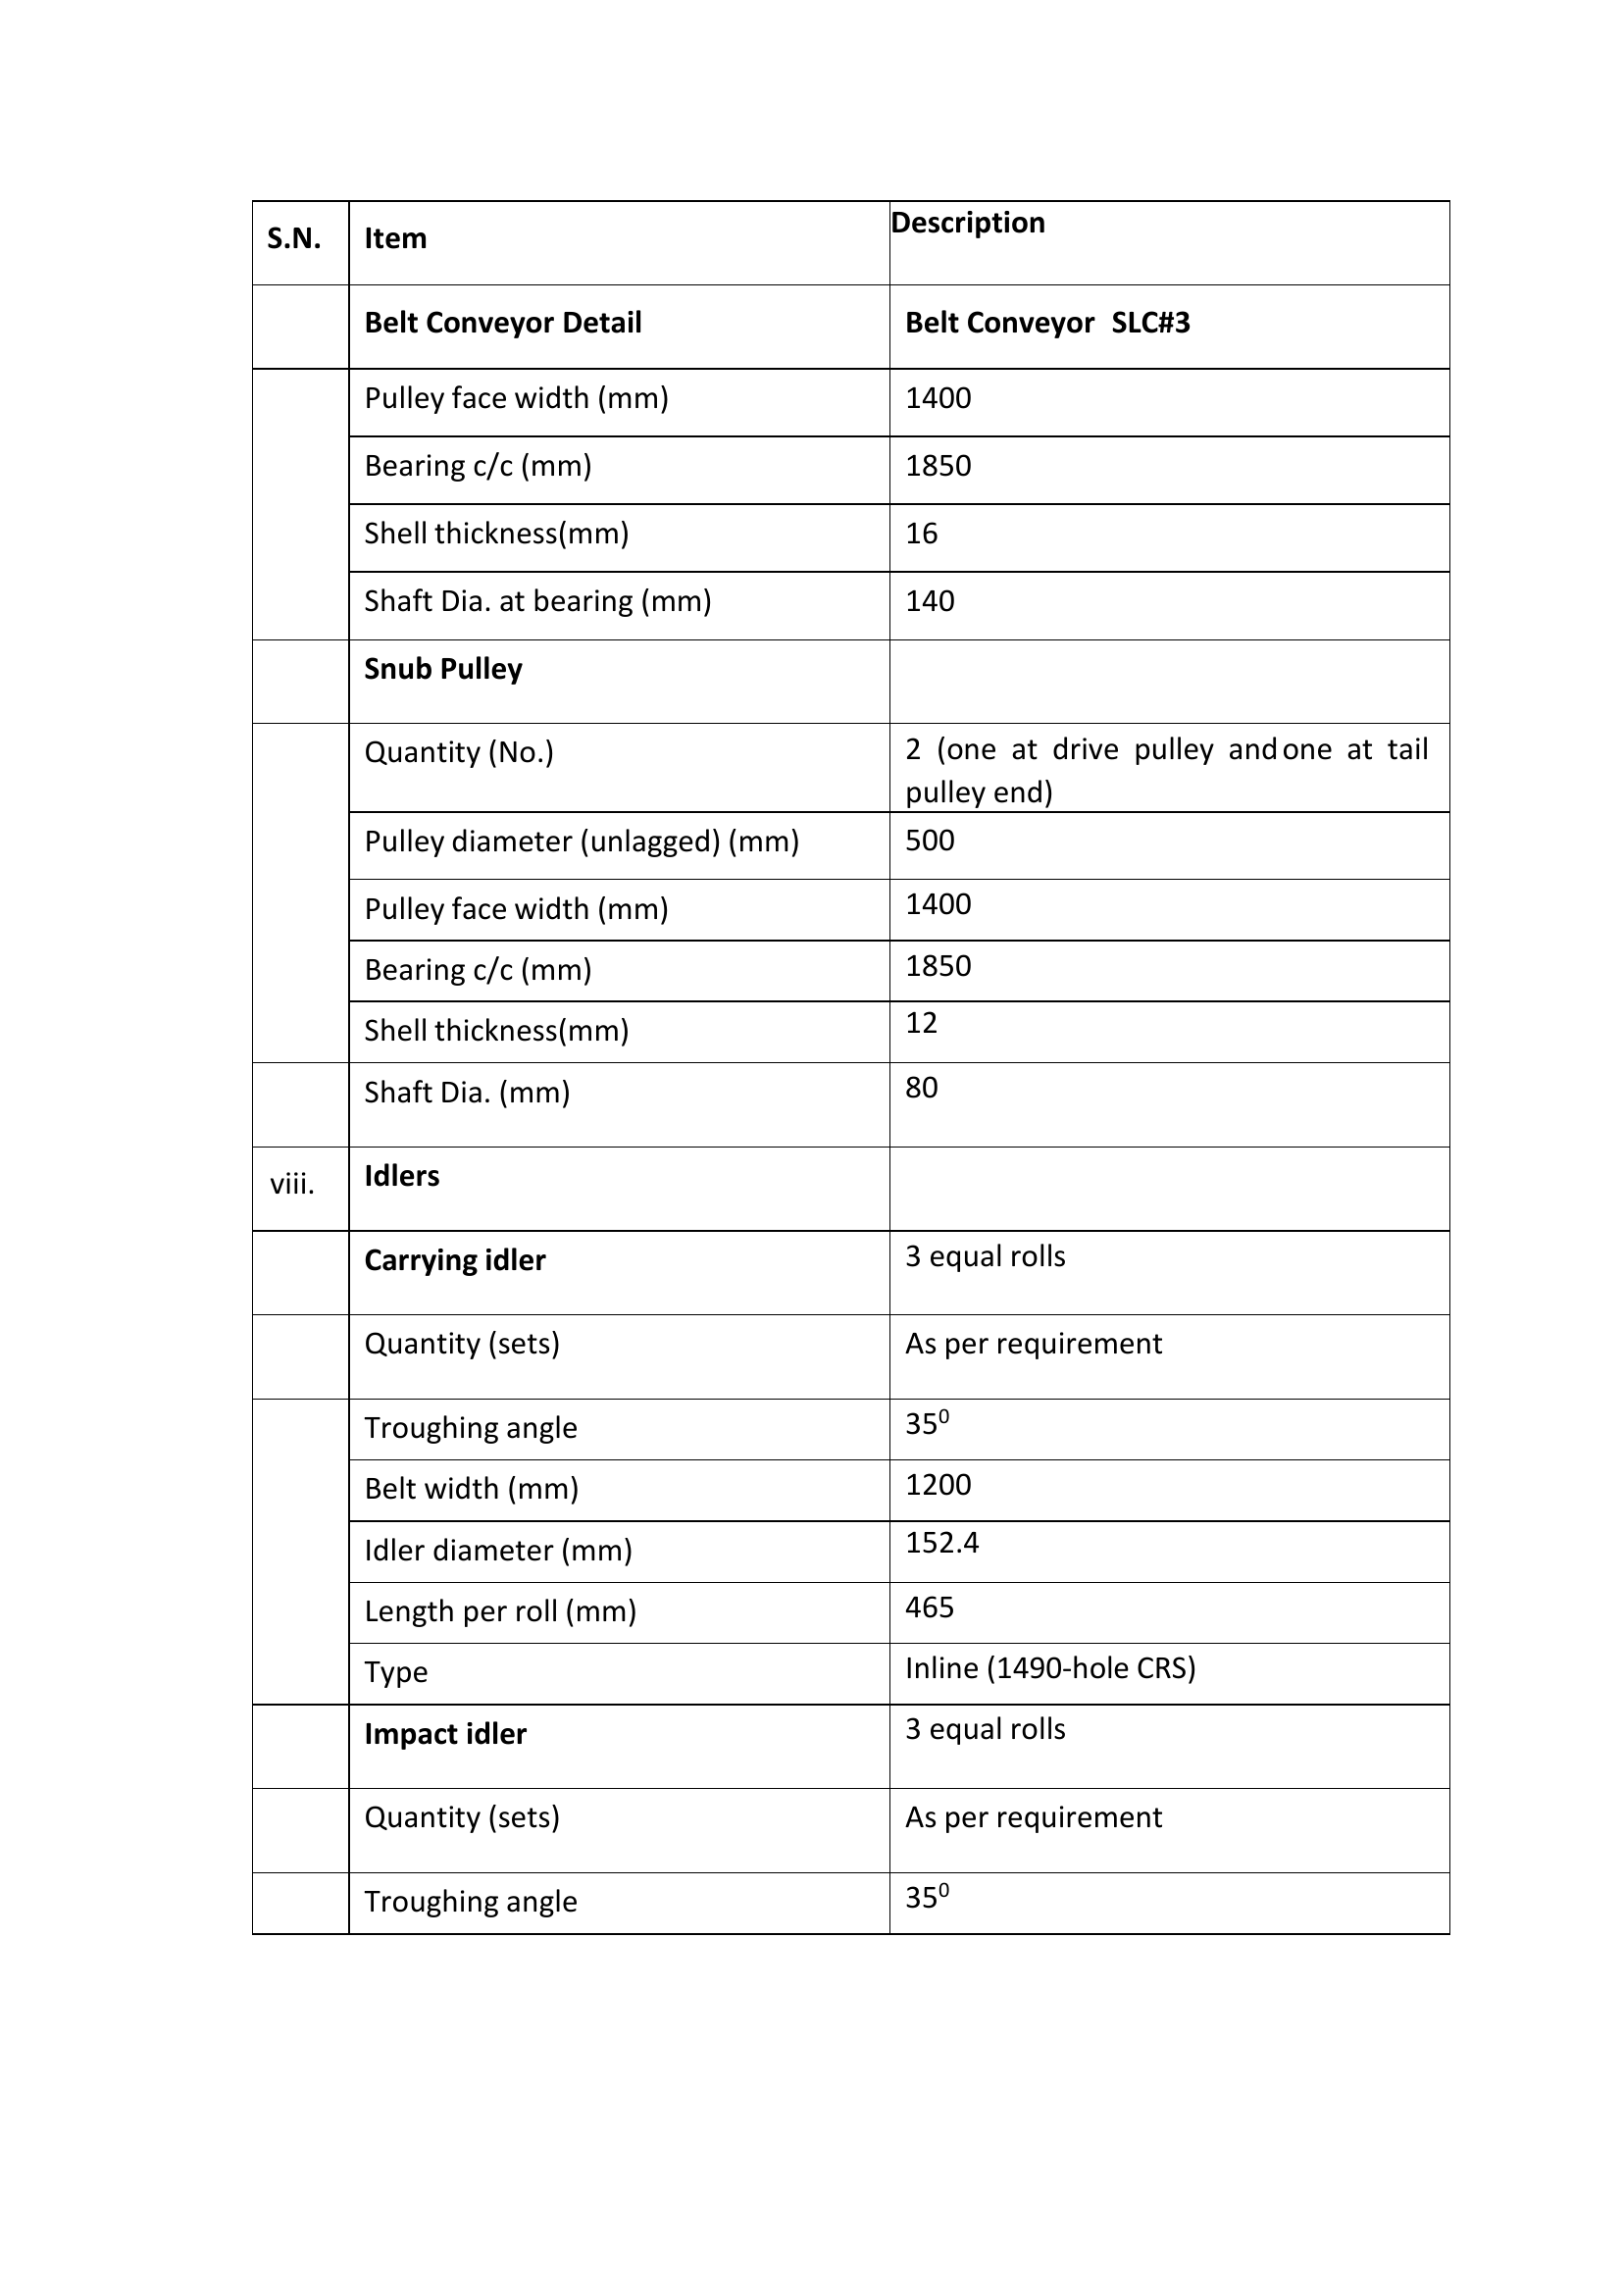 S.N. Item Description
Belt Conveyor Detail Belt Conveyor SLC#3
Pulley face width (mm) 1400
Bearing c/c (mm) 1850
Shell thickness(mm) 16
Shaft Dia. at bearing (mm) 140
Snub Pulley
Quantity (No.) 2 (one at drive pulley and one at tail
pulley end)
Pulley diameter (unlagged) (mm) 500
Pulley face width (mm) 1400
Bearing c/c (mm) 1850
Shell thickness(mm) 12
Shaft Dia. (mm) 80
viii. Idlers
Carrying idler 3 equal rolls
Quantity (sets) As per requirement
Troughing angle 35⁰
Belt width (mm) 1200
Idler diameter (mm) 152.4
Length per roll (mm) 465
Type Inline (1490-hole CRS)
Impact idler 3 equal rolls
Quantity (sets) As per requirement
Troughing angle 35⁰